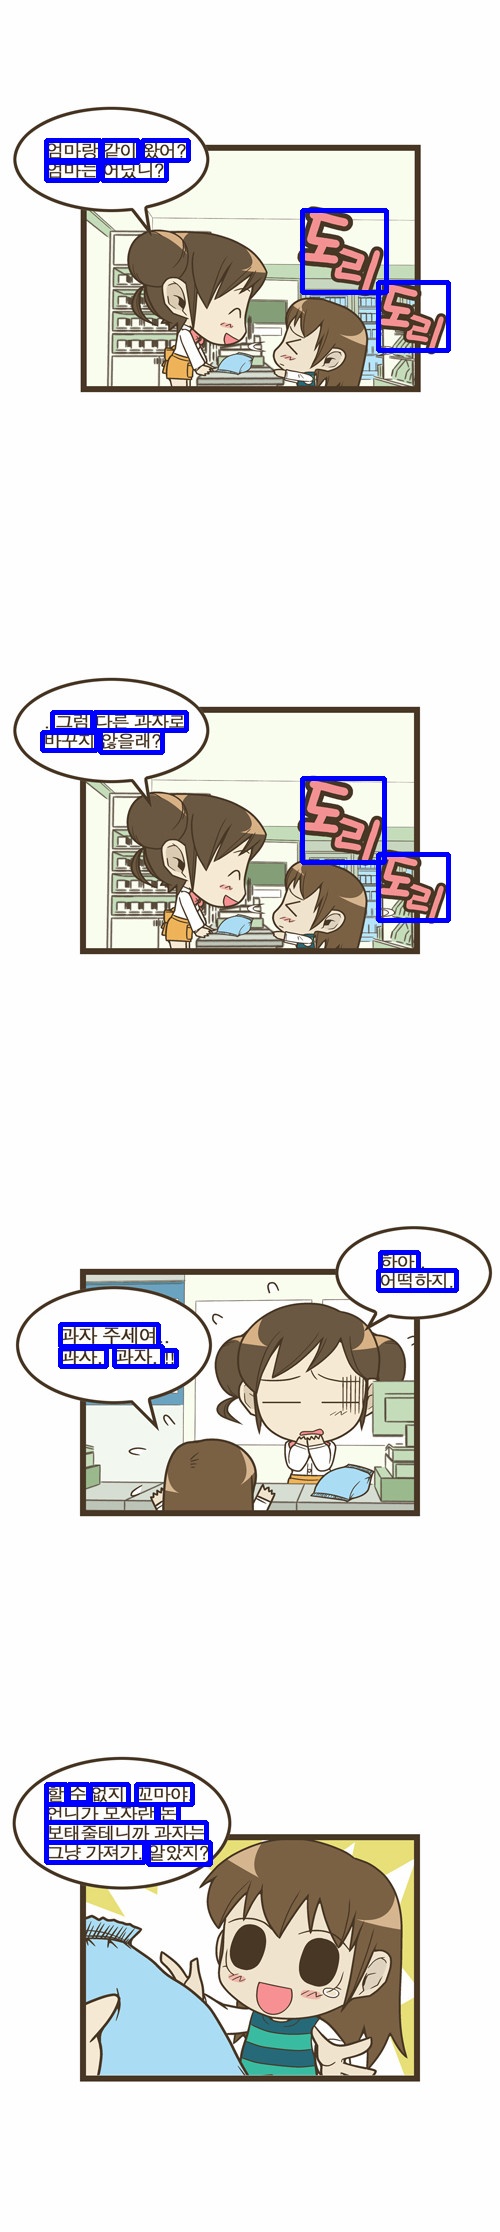 엄마랑 같이 왔어?
엄마는 어딨니?
도리
도리
. 그럼 다른 과자로
바꾸지 않을래?
도리
도리
하아.
어떡하지.
과자 주세여..
과자. 과자.!!
할 수 없지. 꼬마야.
언니가 모자란 돈
보태줄테니까 과자는
그냥 가져가. 알았지?